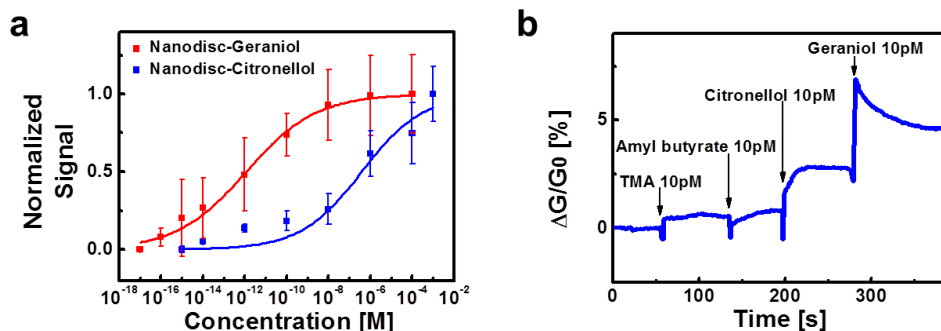 a
Nanodisc-Geraniol
Nanodisc-Citronellol
Normalized
Signal
1.0
0.5
0.0
10-18 10-16 10-14 10-12 10-10 10-8 10-6 10-4 10-2
Concentration [M]
b
Geraniol 10pM
Citronellol 10pM
Amyl butyrate 10pM
TMA 10pM
ΔG/G0 [%]
5
0
0 100 200 300
Time [s]